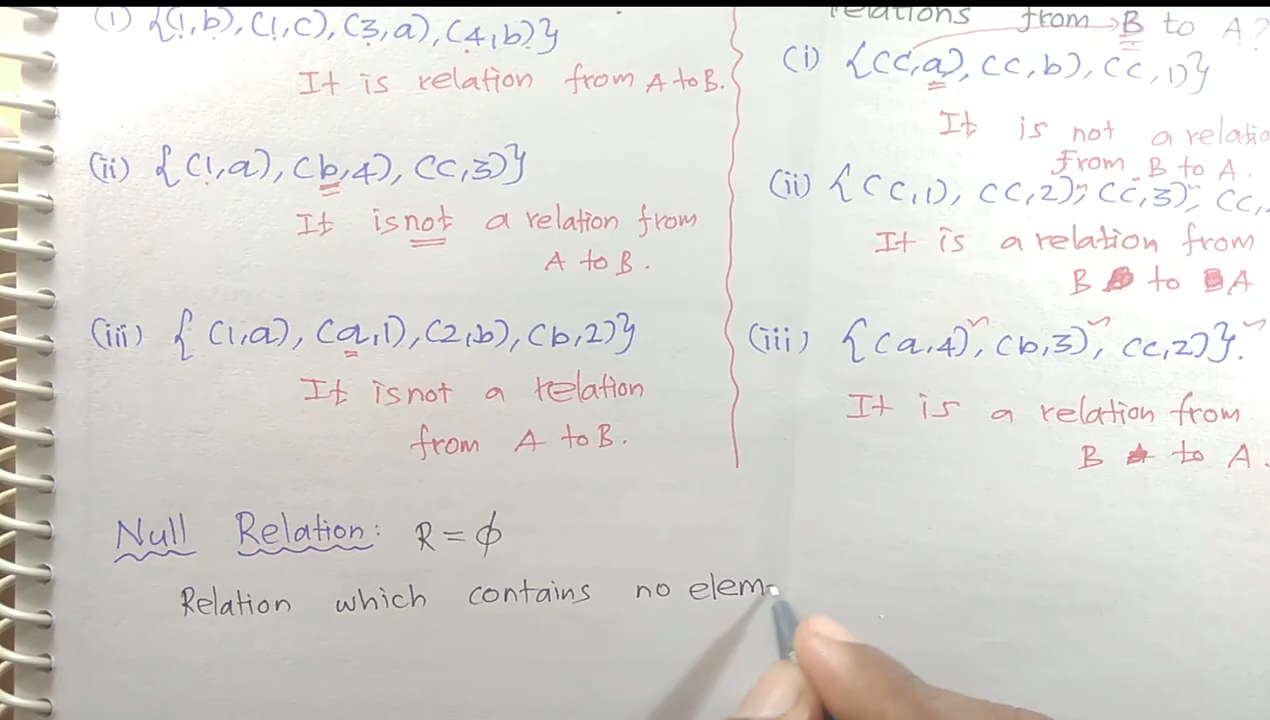 (i) {(1,b), (1,c), (3,a), (4,b)}
It is relation from A to B.
(ii) {(1,a), (b,4), (c,3)}
It is not a relation from
A to B.
(iii) { (1,a), (a,1), (2,b), (b,2)}
It is not a relation
from A to B.
relations from B to A?
(i) {(c,a), (c,b), (c,1)}
It is not a relatio
from B to A.
(ii) {(c,1), (c,2), (c,3), (c,
It is a relation from
B to A
(iii) {(a,4), (b,3), (c,2)}.
It is a relation from
B to A.
Null Relation: R = ϕ
Relation which contains no elem